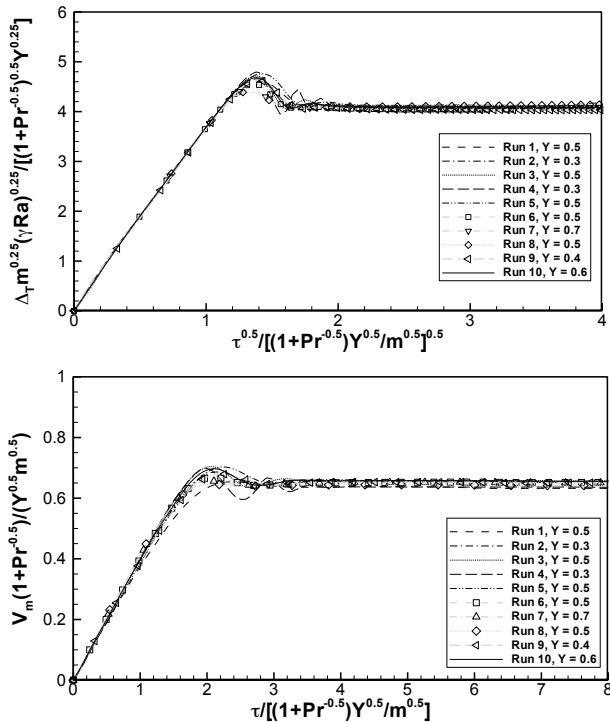 6
5
4
3
2
1
0
0 1 2 3 4
Δ_T m^0.25 (γ Ra)^0.25/[(1+Pr^-0.5)^0.5 Y^0.25]
τ^0.5/[(1+Pr^-0.5)Y^0.5/m^0.5]^0.5
Run 1, Y = 0.5
Run 2, Y = 0.3
Run 3, Y = 0.5
Run 4, Y = 0.3
Run 5, Y = 0.5
Run 6, Y = 0.5
Run 7, Y = 0.7
Run 8, Y = 0.5
Run 9, Y = 0.4
Run 10, Y = 0.6
1
0.8
0.6
0.4
0.2
0
0 1 2 3 4 5 6 7 8
V_m(1+Pr^-0.5)/(Y^0.5 m^0.5)
τ/[(1+Pr^-0.5)Y^0.5/m^0.5]
Run 1, Y = 0.5
Run 2, Y = 0.3
Run 3, Y = 0.5
Run 4, Y = 0.3
Run 5, Y = 0.5
Run 6, Y = 0.5
Run 7, Y = 0.7
Run 8, Y = 0.5
Run 9, Y = 0.4
Run 10, Y = 0.6